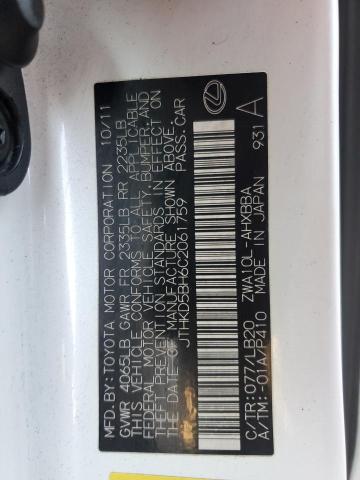 MFD.BY:TOYOTA MOTOR CORPORATION 10/11
GVWR 4065LB GAWR FR 2335LB RR 2235LB
THIS VEHICLE CONFORMS TO ALL APPLICABLE
FEDERAL MOTOR VEHICLE SAFETY, BUMPER, AND
THEFT PREVENTION STANDARDS IN EFFECT ON
THE DATE OF MANUFACTURE SHOWN ABOVE.
JTHKD5BH6C2061759 PASS.CAR
C/TR:077/LB20 ZWA10L-AHXBBA
A/TM:-01A/P410 MADE IN JAPAN 931 A